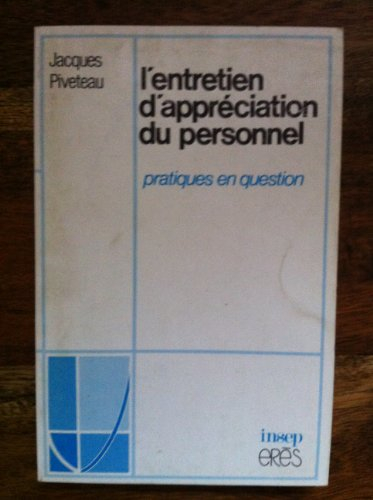 Jacques
Piveteau
l'entretien
d'appréciation
du personnel
pratiques en question
insep
erès